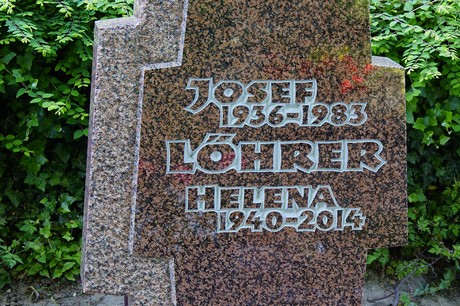 JOSEF
1936-1983
LÖHRER
HELENA
1940-2014